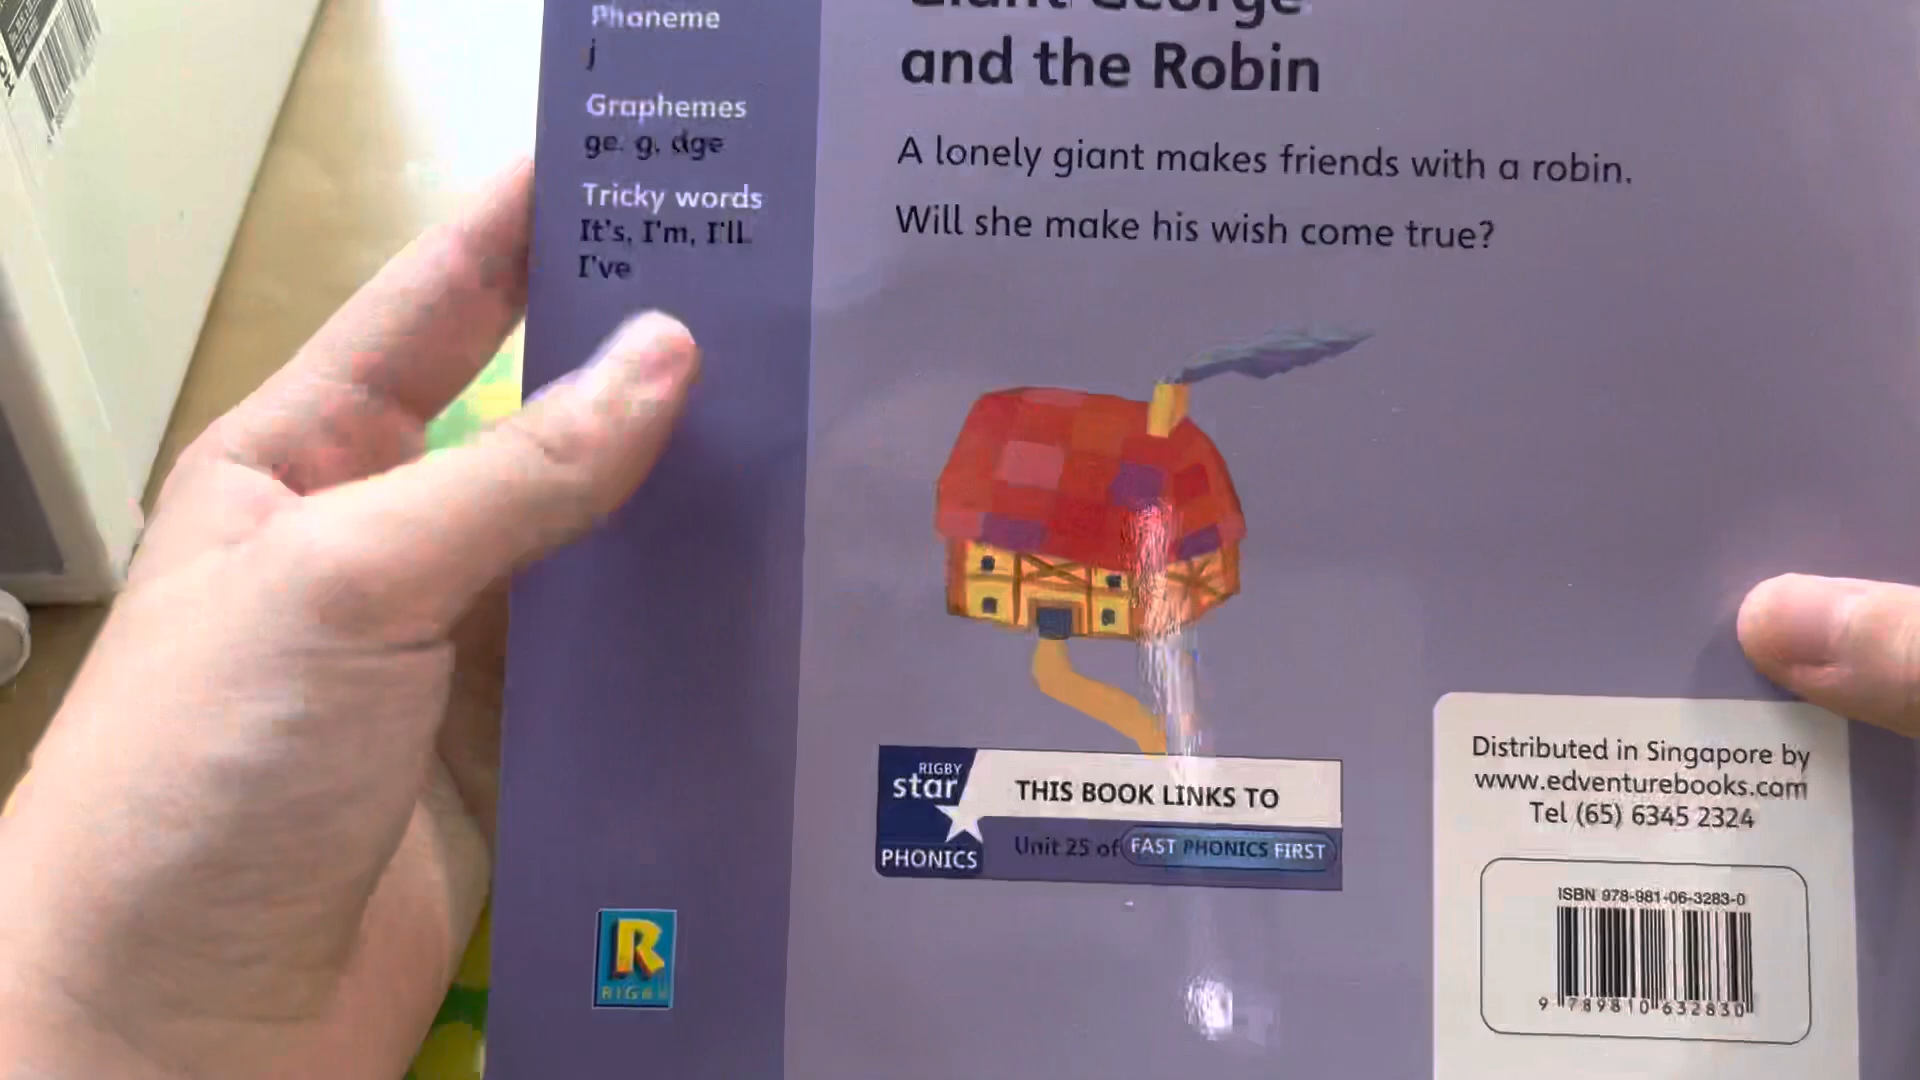 Phoneme
j
Graphemes
ge, g, dge
Tricky words
It's, I'm, I'll,
I've
Giant George
and the Robin
A lonely giant makes friends with a robin.
Will she make his wish come true?
RIGBY
star
PHONICS
THIS BOOK LINKS TO
Unit 25 of FAST PHONICS FIRST
R
RIGBY
Distributed in Singapore by
www.edventurebooks.com
Tel (65) 6345 2324
ISBN 978-981-06-3283-0
9 789810 632830